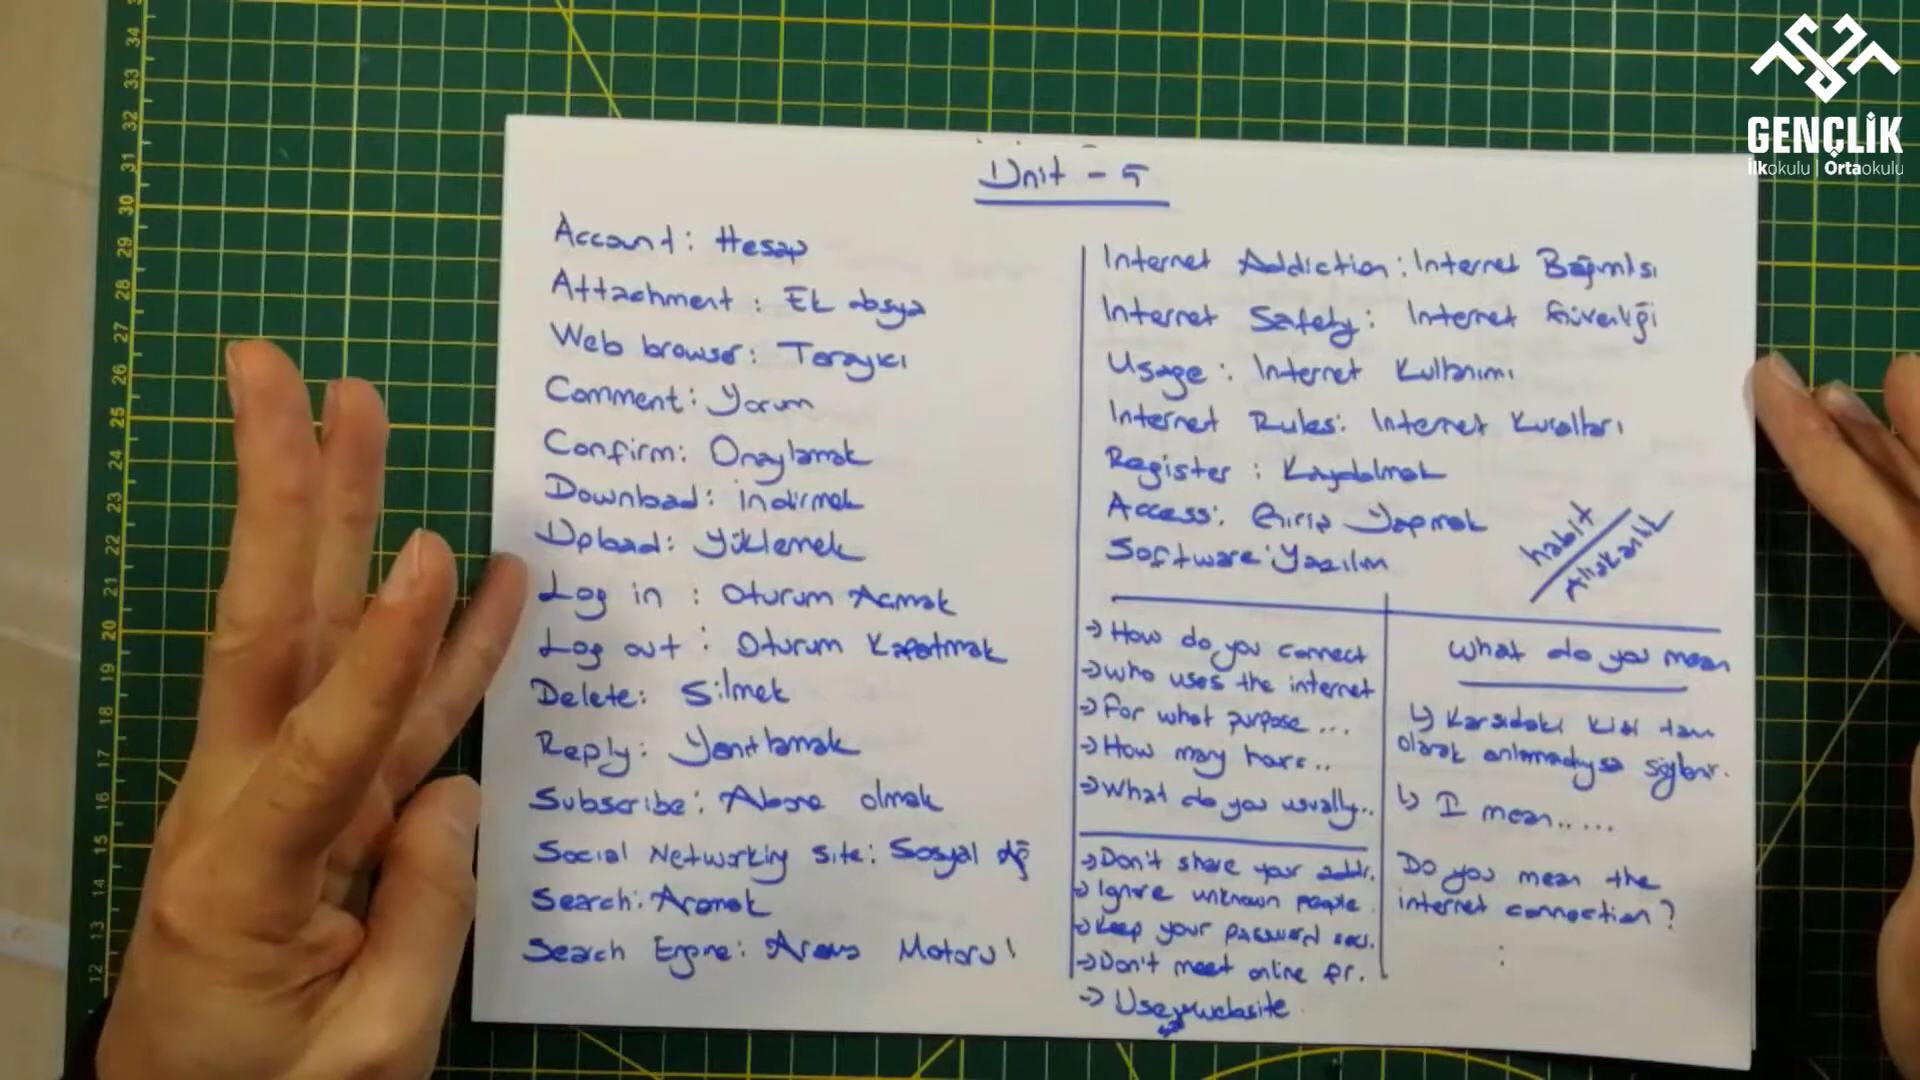 GENÇLİK
İlkokulu | Ortaokulu
Unit - 5
Account: Hesap
Attachment: Ek dosya
Web browser: Tarayıcı
Comment: Yorum
Confirm: Onaylamak
Download: indirmek
Upload: Yüklemek
Log in : Oturum Açmak
Log out : Oturum Kapatmak
Delete: Silmek
Reply: Yanıtlamak
Subscribe: Abone olmak
Social Networking Site: Sosyal ağ
Search: Aramak
Search Engine: Arama Motoru
Internet Addiction: Internet Bağımlısı
Internet Safety: Internet Güvenliği
Usage: Internet Kullanımı
Internet Rules: Internet Kuralları
Register : Kaydolmak
Access: Giriş Yapmak
Software: Yazılım
habit
Alışkanlık
→ How do you connect
→ Who uses the internet
→ For what purpose...
→ How may hours..
→ What do you usually..
→ Don't share your addr.
→ Ignore unknown people.
→ Keep your password sec.
→ Don't meet online fr.
→ Use website
What do you mean
↳ Karşıdaki kişi tam
olarak anlamadıysa söylenir.
↳ I mean.....
Do you mean the
internet connection?
: